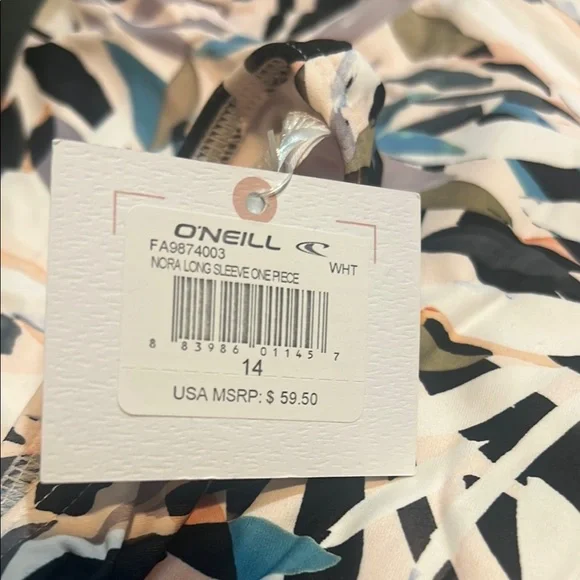 O'NEILL
FA9874003
WHT
NORA LONG SLEEVE ONE PIECE
8 83986 01145 7
14
USA MSRP: $ 59.50